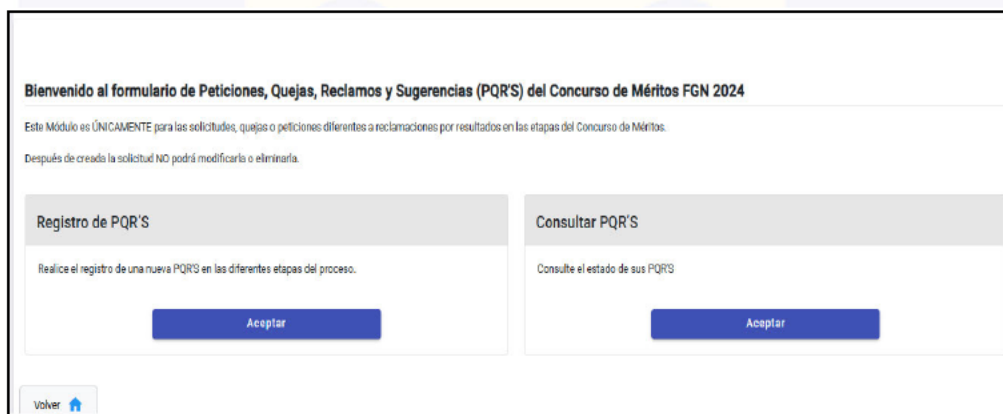 Bienvenido al formulario de Peticiones, Quejas, Reclamos y Sugerencias (PQR'S) del Concurso de Méritos FGN 2024
Este Módulo es ÚNICAMENTE para las solicitudes, quejas o peticiones diferentes a reclamaciones por resultados en las etapas del Concurso de Méritos.
Después de creada la solicitud NO podrá modificarla o eliminarla.
Registro de PQR'S
Realice el registro de una nueva PQR'S en las diferentes etapas del proceso.
Aceptar
Consultar PQR'S
Consulte el estado de sus PQR'S
Aceptar
Volver